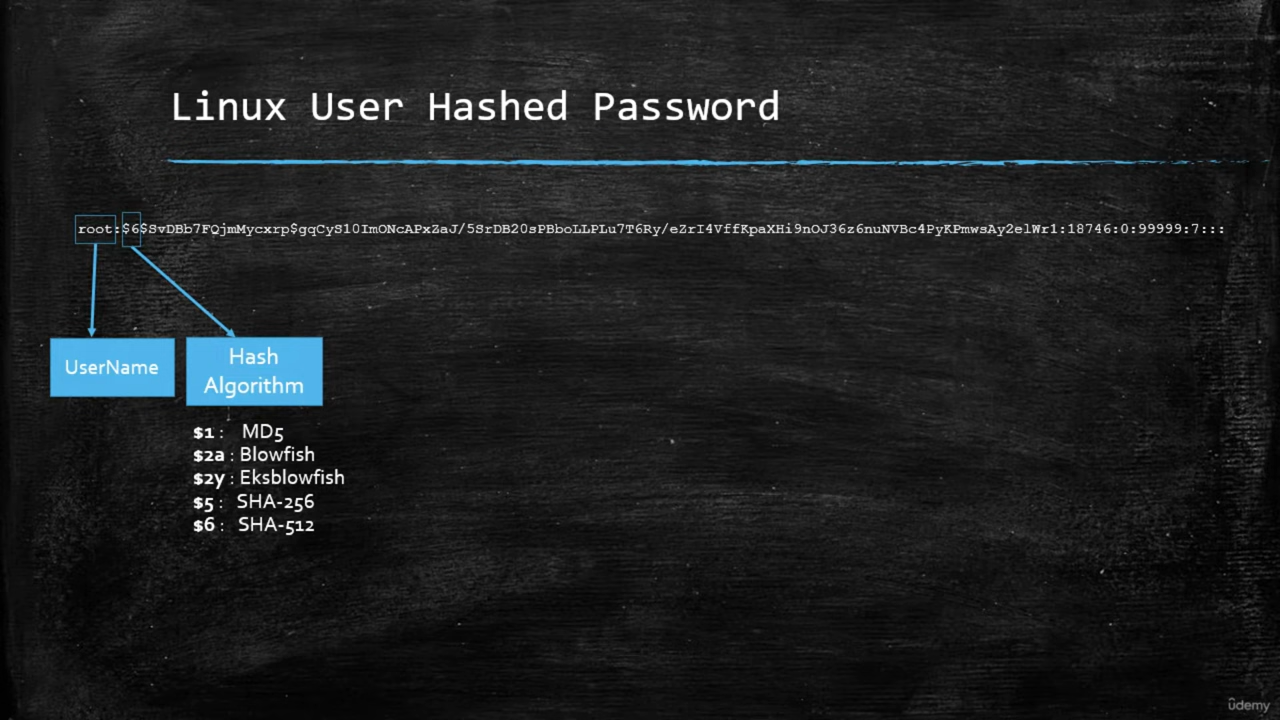 Linux User Hashed Password
root:$6$SvDBb7FQjmMycxrp$gqCyS10ImONcAPxZaJ/5SrDB20sPBboLLPLu7T6Ry/eZrI4VffKpaXHi9nOJ36z6nuNVBc4PyKPmwsAy2elWr1:18746:0:99999:7:::
UserName
Hash
Algorithm
$1 : MD5
$2a : Blowfish
$2y : Eksblowfish
$5 : SHA-256
$6 : SHA-512
ûdemy